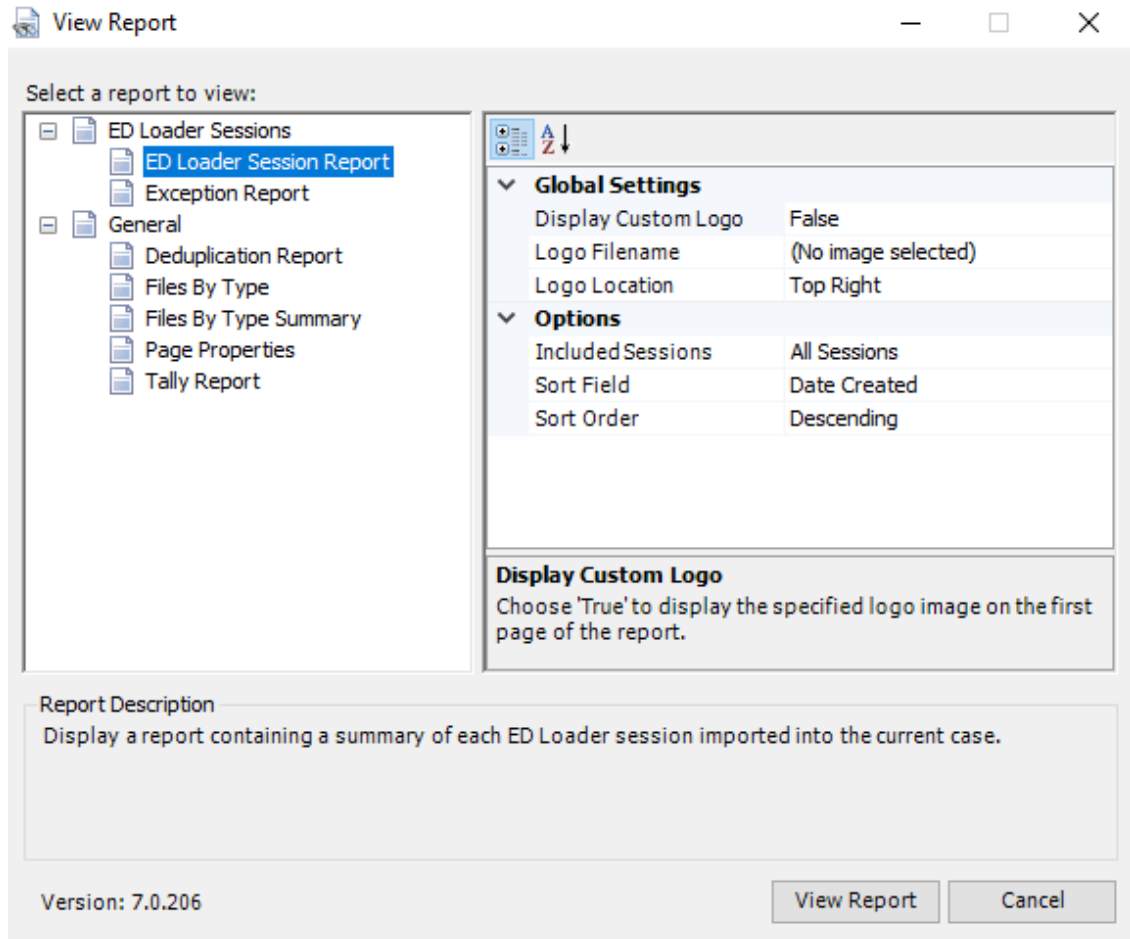 View Report
Select a report to view:
ED Loader Sessions
ED Loader Session Report
Exception Report
General
Deduplication Report
Files By Type
Files By Type Summary
Page Properties
Tally Report
A
Z
Global Settings
Display Custom Logo False
Logo Filename (No image selected)
Logo Location Top Right
Options
Included Sessions All Sessions
Sort Field Date Created
Sort Order Descending
Display Custom Logo
Choose 'True' to display the specified logo image on the first
page of the report.
Report Description
Display a report containing a summary of each ED Loader session imported into the current case.
Version: 7.0.206
View Report Cancel